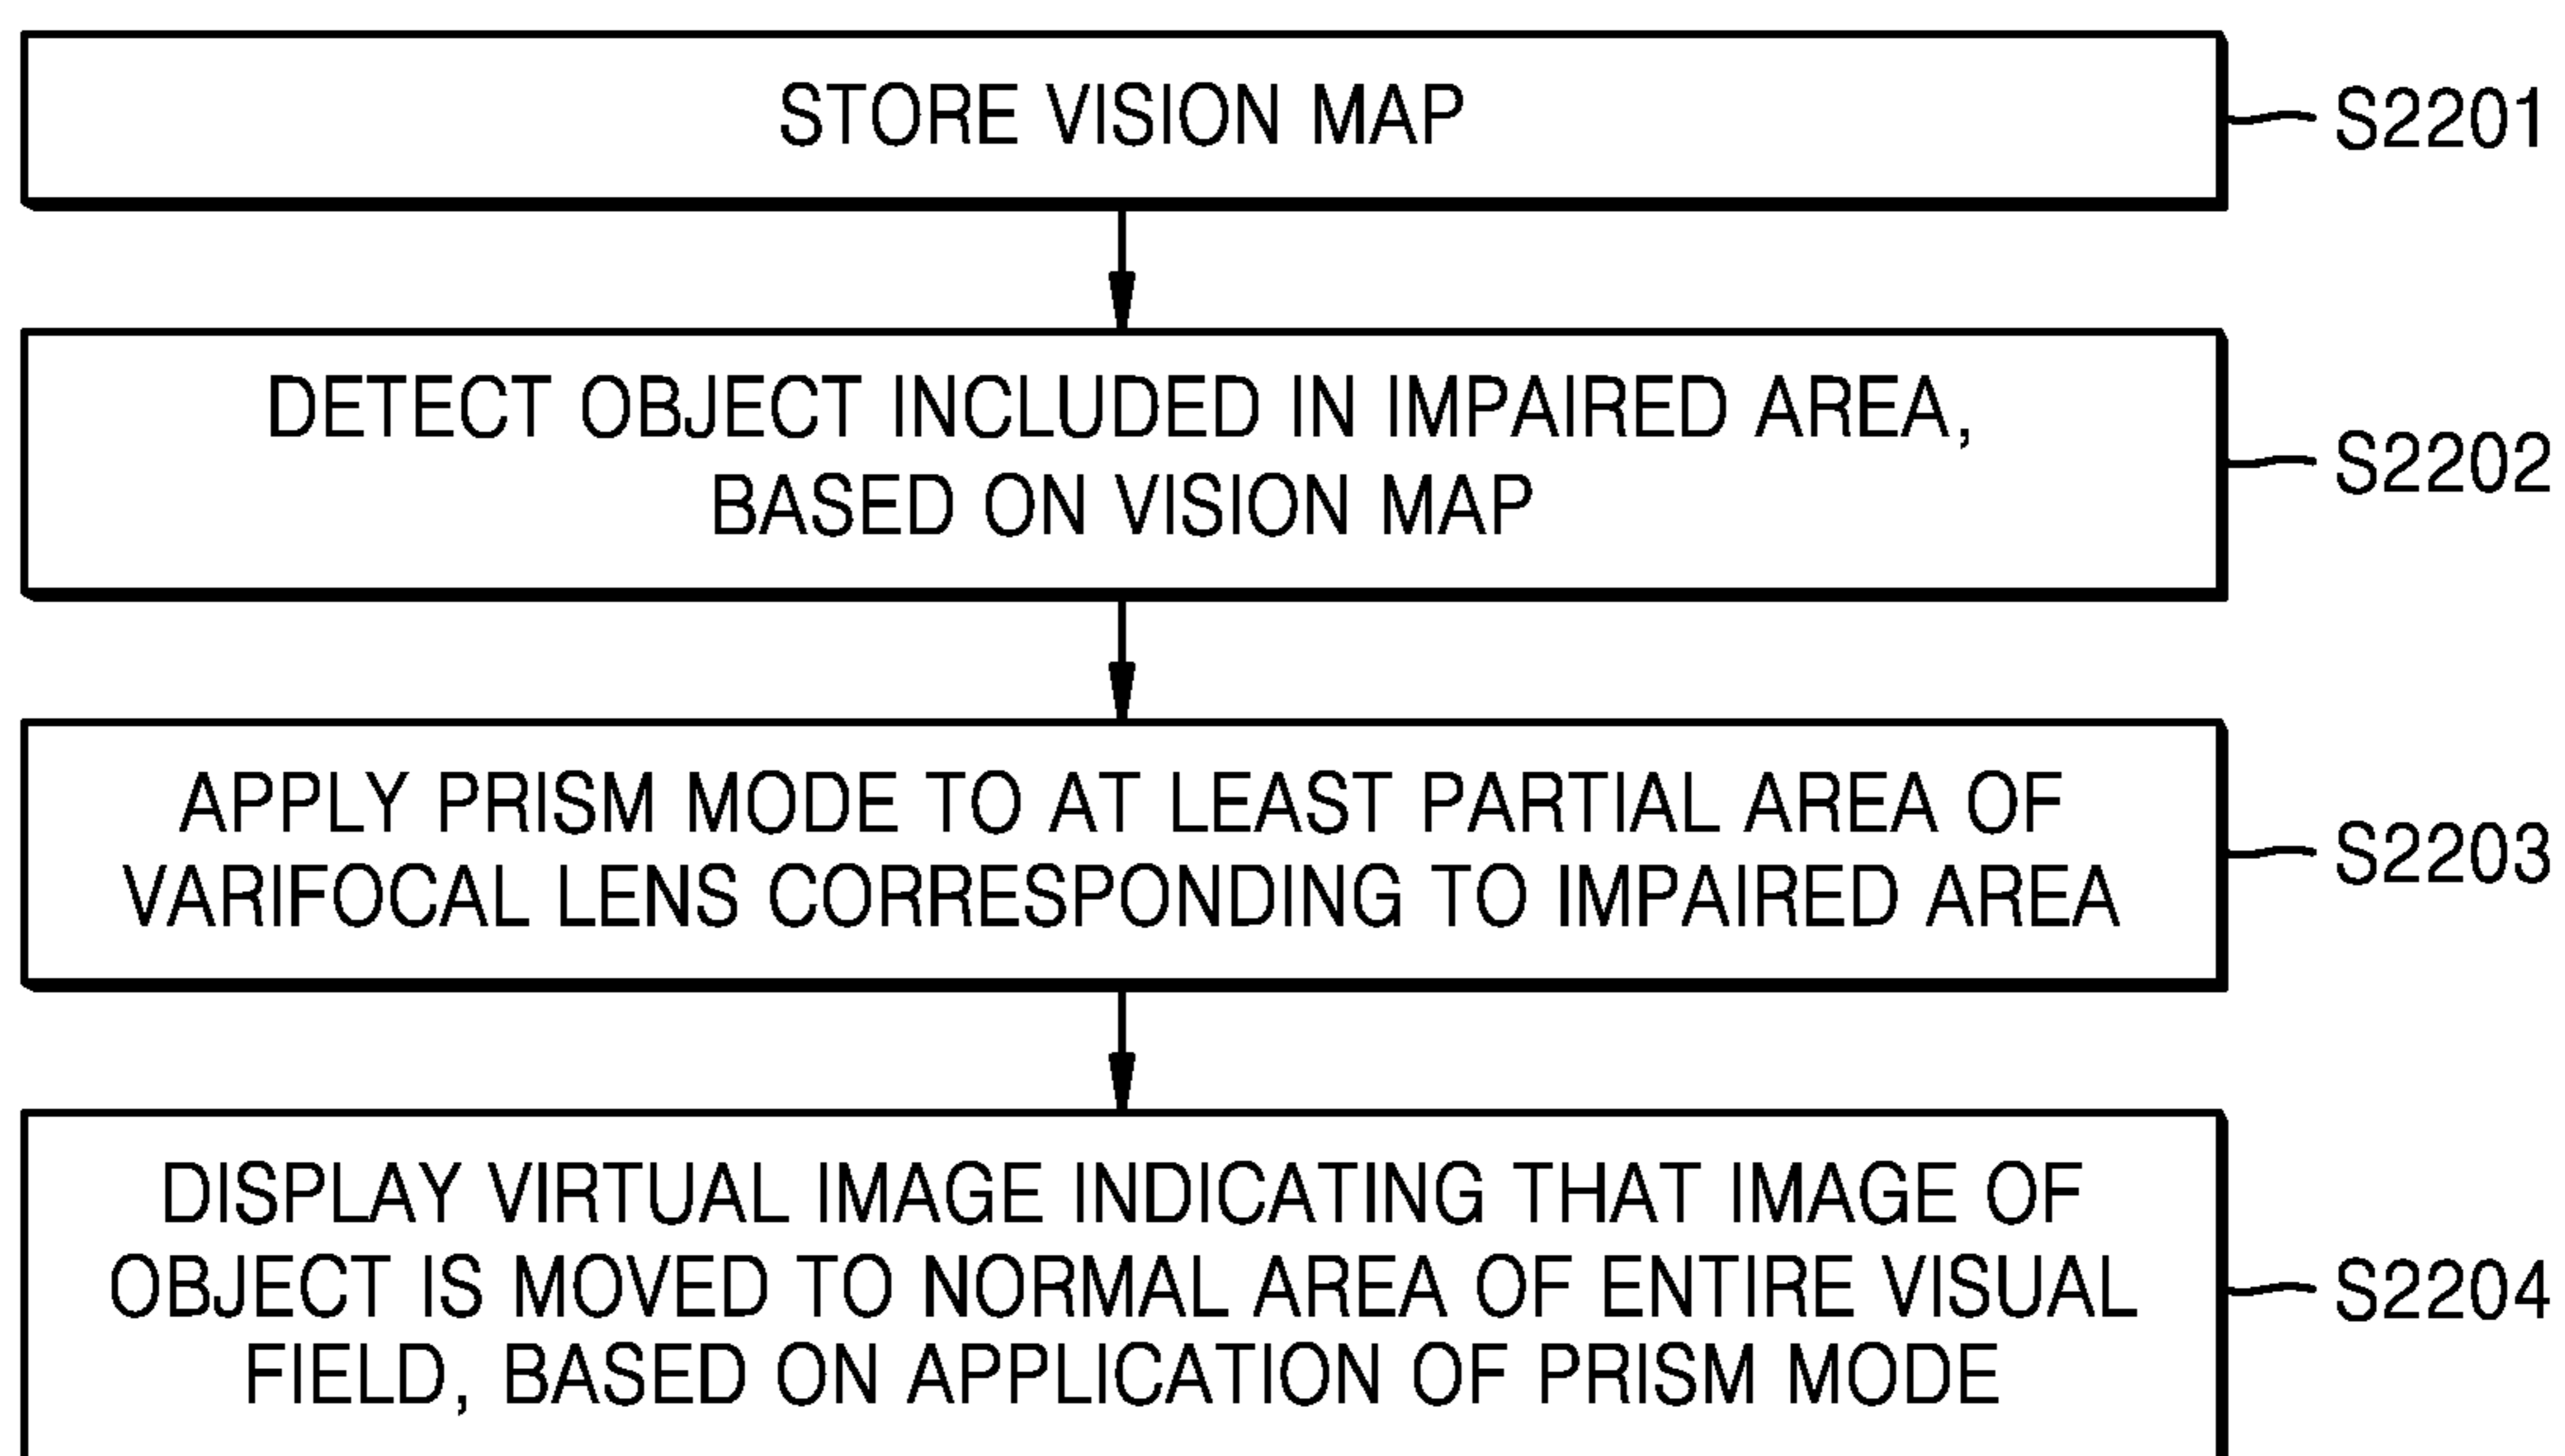 STORE VISION MAP
S2201
DETECT OBJECT INCLUDED IN IMPAIRED AREA,
BASED ON VISION MAP
S2202
APPLY PRISM MODE TO AT LEAST PARTIAL AREA OF
VARIFOCAL LENS CORRESPONDING TO IMPAIRED AREA
S2203
DISPLAY VIRTUAL IMAGE INDICATING THAT IMAGE OF
OBJECT IS MOVED TO NORMAL AREA OF ENTIRE VISUAL
FIELD, BASED ON APPLICATION OF PRISM MODE
S2204